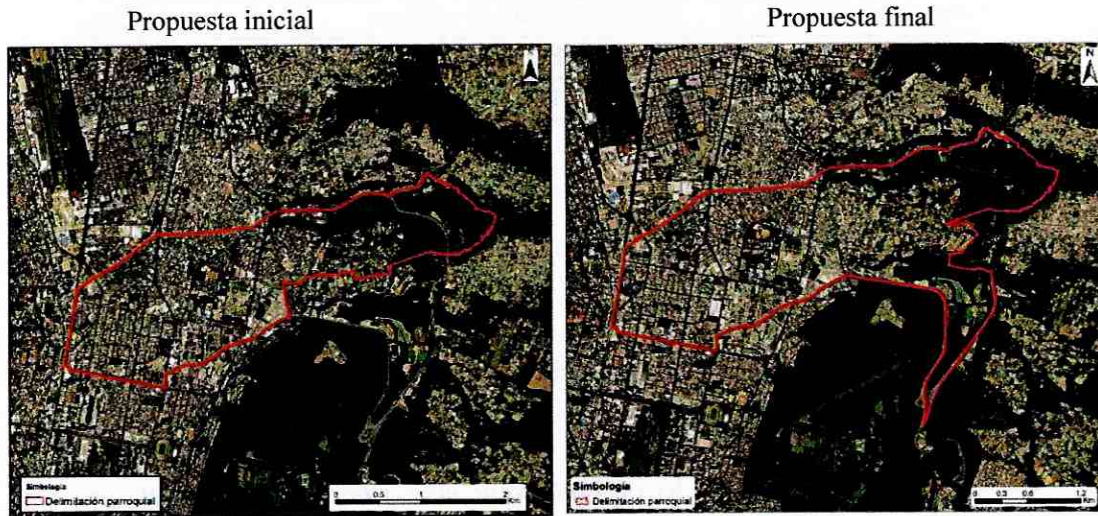 Propuesta inicial
Propuesta final
N
Simbología
Delimitación parroquial
0 0.5 1 2
Km
N
Simbología
Delimitación parroquial
0 0.3 0.6 1.2
Km